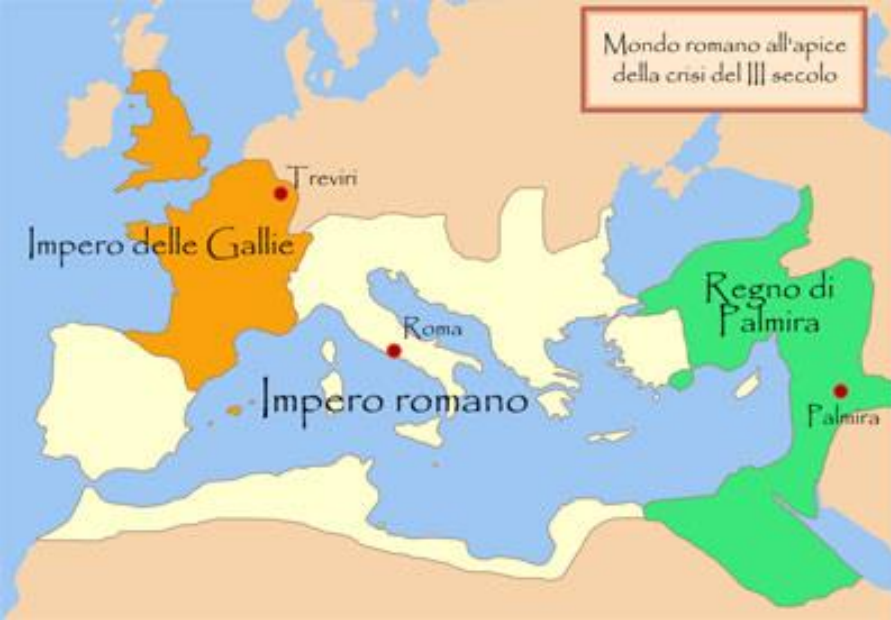 Mondo romano all'apice
della crisi del III secolo
Treviri
Impero delle Gallie
Regno di
Palmira
Roma
Impero romano
Palmira